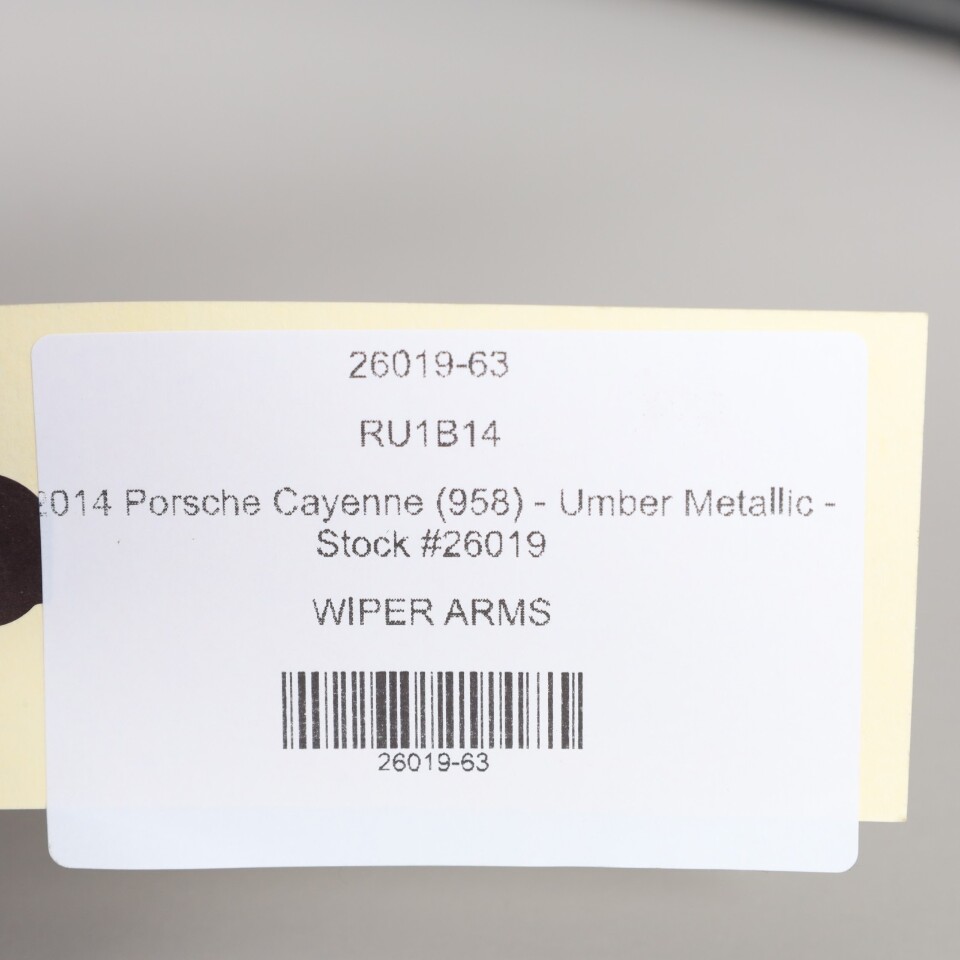 26019-63
RU1B14
2014 Porsche Cayenne (958) - Umber Metallic -
Stock #26019
WIPER ARMS
26019-63